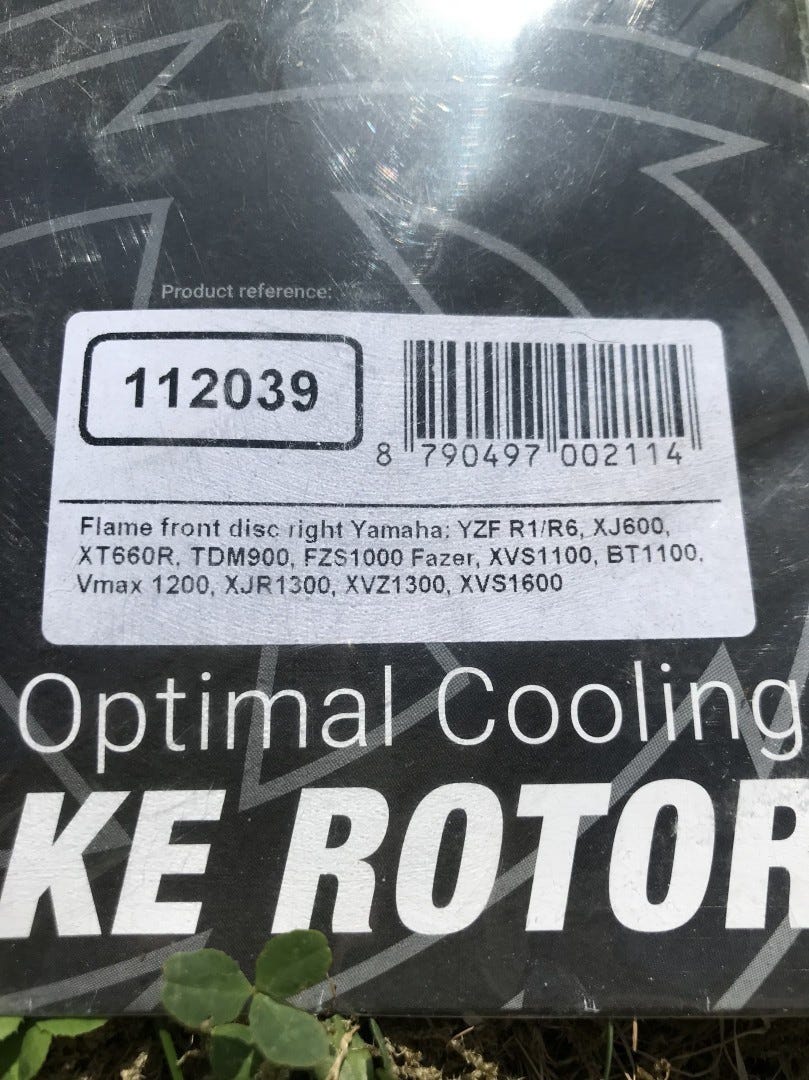 Product reference:
112039
8 790497 002114
Flame front disc right Yamaha: YZF R1/R6, XJ600,
XT660R, TDM900, FZS1000 Fazer, XVS1100, BT1100,
Vmax 1200, XJR1300, XVZ1300, XVS1600
Optimal Cooling
KE ROTOR